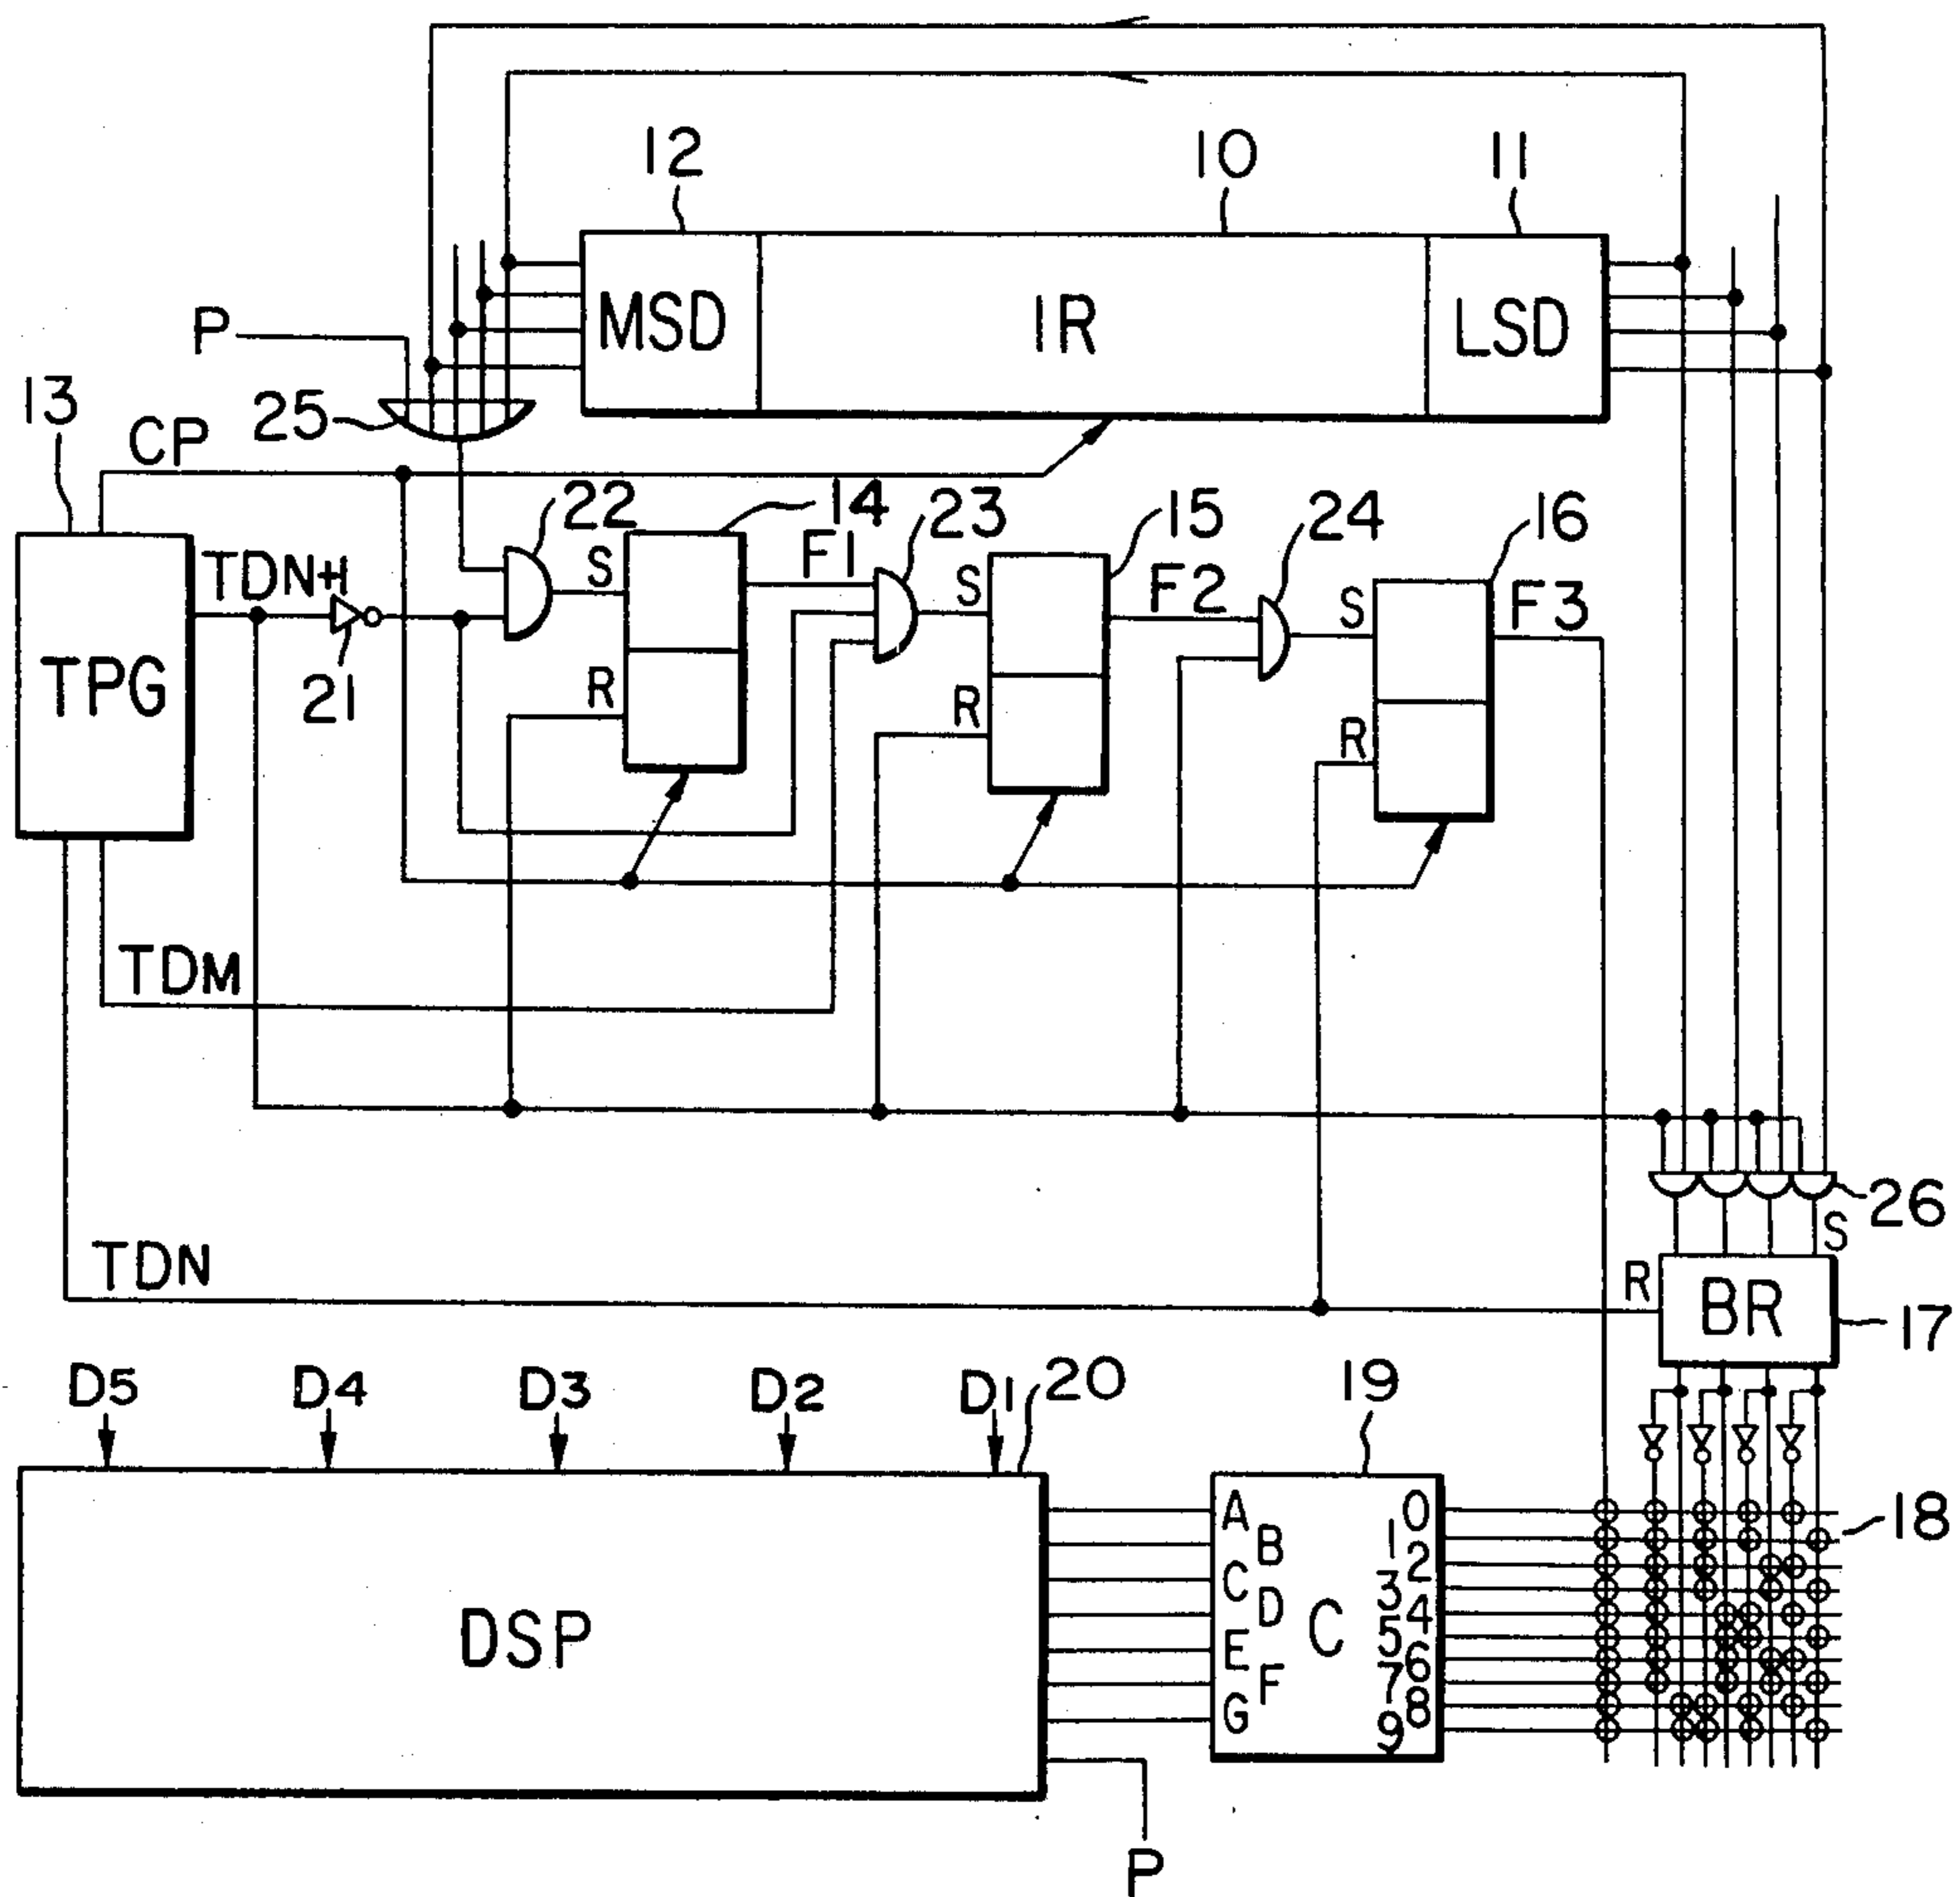 12
10
11
MSD
IR
LSD
P
13
25
CP
22
14
23
15
24
16
TDN+1
S
F1
S
F2
S
F3
TPG
21
R
R
R
TDM
26
S
TDN
R
BR
17
D5
D4
D3
D2
D1
20
19
18
DSP
A
B
C
D
E
F
G
C
0
1
2
3
4
5
6
7
8
9
P